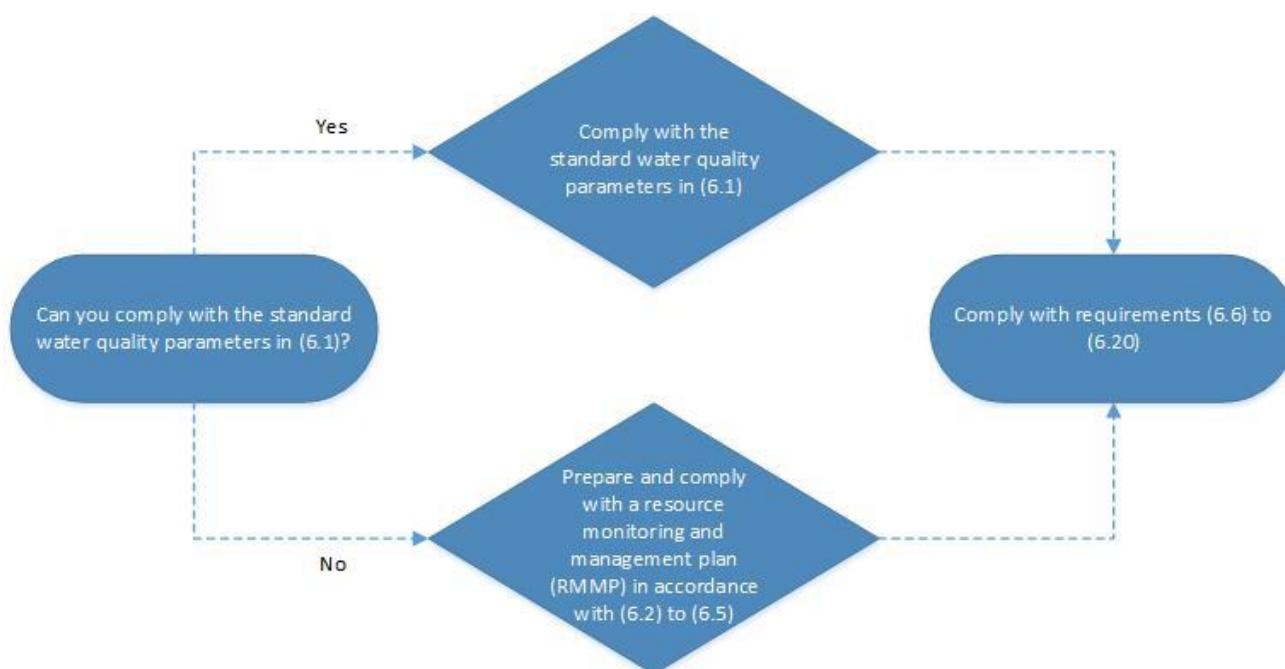 Yes
Comply with the
standard water quality
parameters in (6.1)
Can you comply with the standard
water quality parameters in (6.1)?
Comply with requirements (6.6) to
(6.20)
Prepare and comply
with a resource
monitoring and
management plan
(RMMP) in accordance
with (6.2) to (6.5)
No